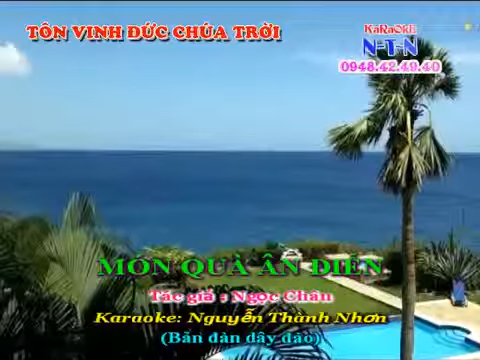 TÔN VINH ĐỨC CHÚA TRỜI
KaRaOkE
N-T-N
0948.42.49.40
MÓN QUÀ ÂN ĐIỂN
Tác giả : Ngọc Châu
Karaoke: Nguyễn Thành Nhơn
(Bản đàn dây đào)